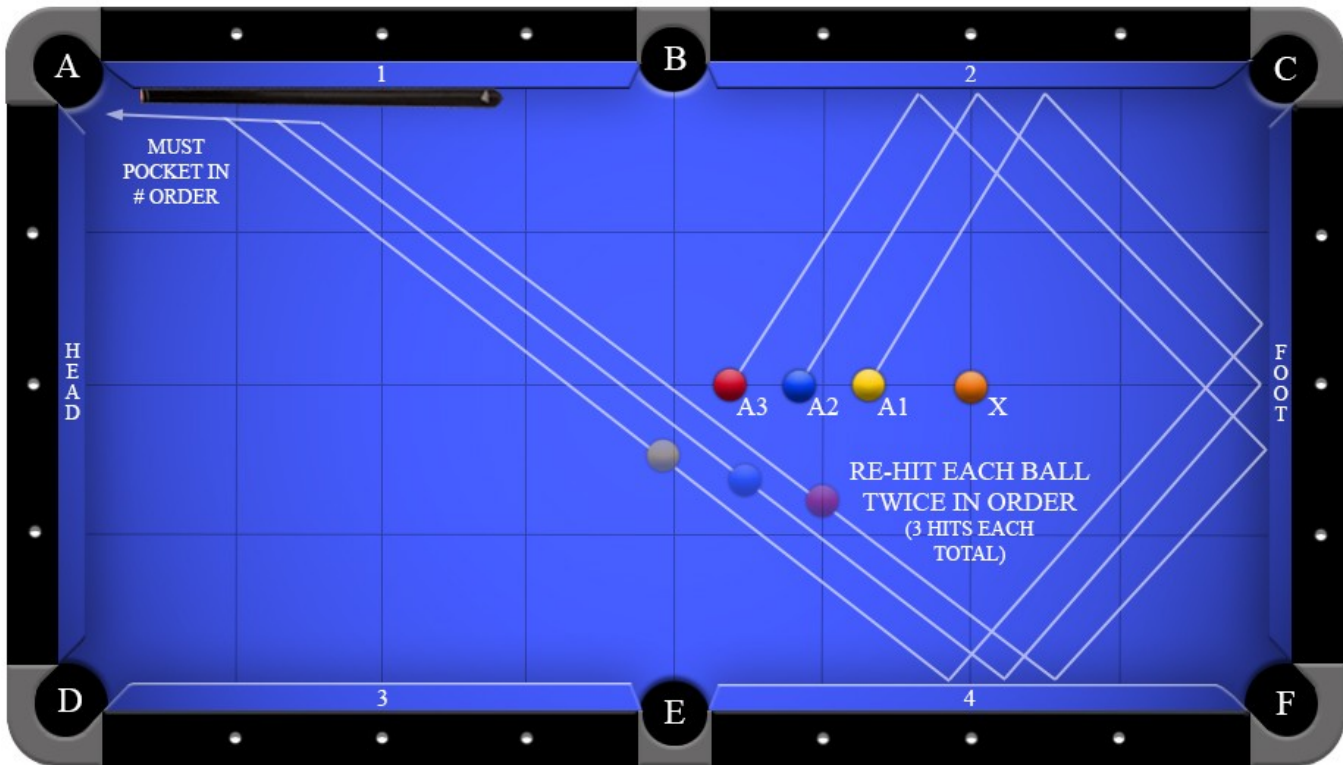 A
B
C
1
2
MUST
POCKET IN
# ORDER
HEAD
FOOT
A3
A2
A1
X
RE-HIT EACH BALL
TWICE IN ORDER
(3 HITS EACH
TOTAL)
D
3
E
4
F